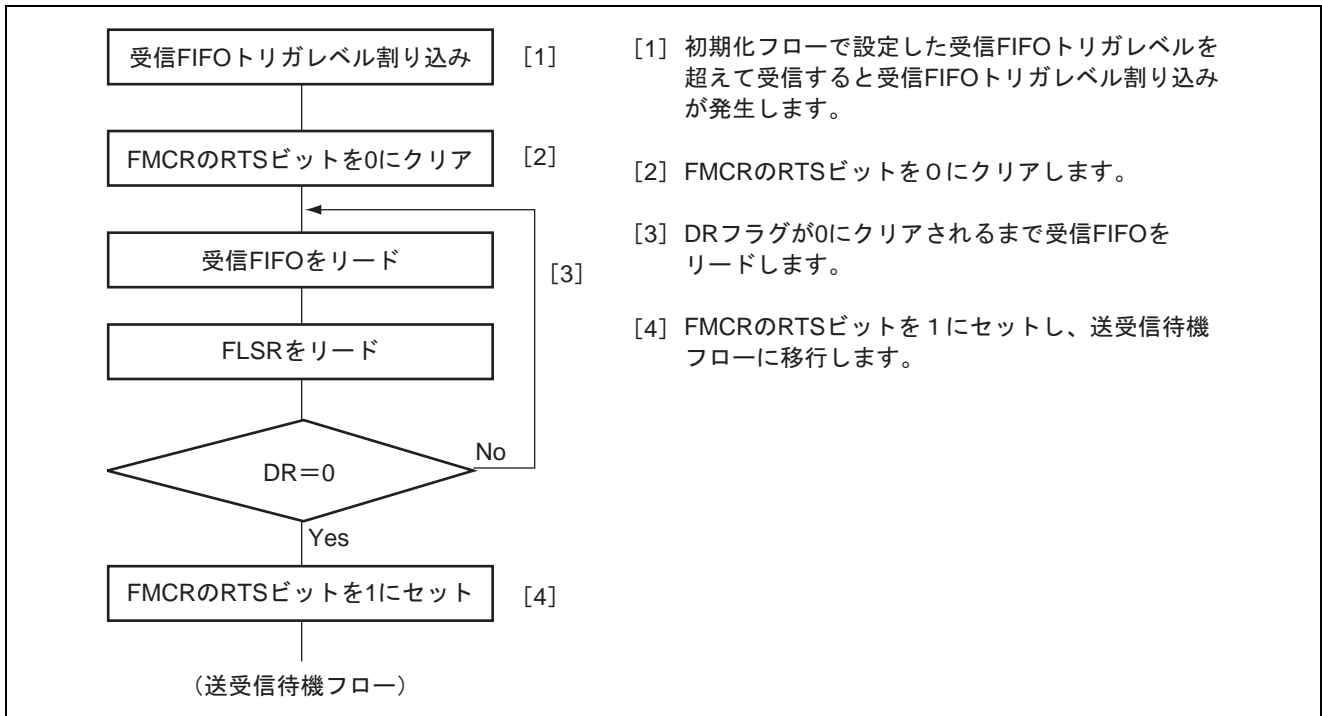 受信FIFOトリガレベル割り込み [1]
FMCRのRTSビットを0にクリア [2]
受信FIFOをリード
[3]
FLSRをリード
DR＝0
No
Yes
FMCRのRTSビットを1にセット [4]
（送受信待機フロー）
[1] 初期化フローで設定した受信FIFOトリガレベルを
超えて受信すると受信FIFOトリガレベル割り込み
が発生します。
[2] FMCRのRTSビットを０にクリアします。
[3] DRフラグが0にクリアされるまで受信FIFOを
リードします。
[4] FMCRのRTSビットを１にセットし、送受信待機
フローに移行します。